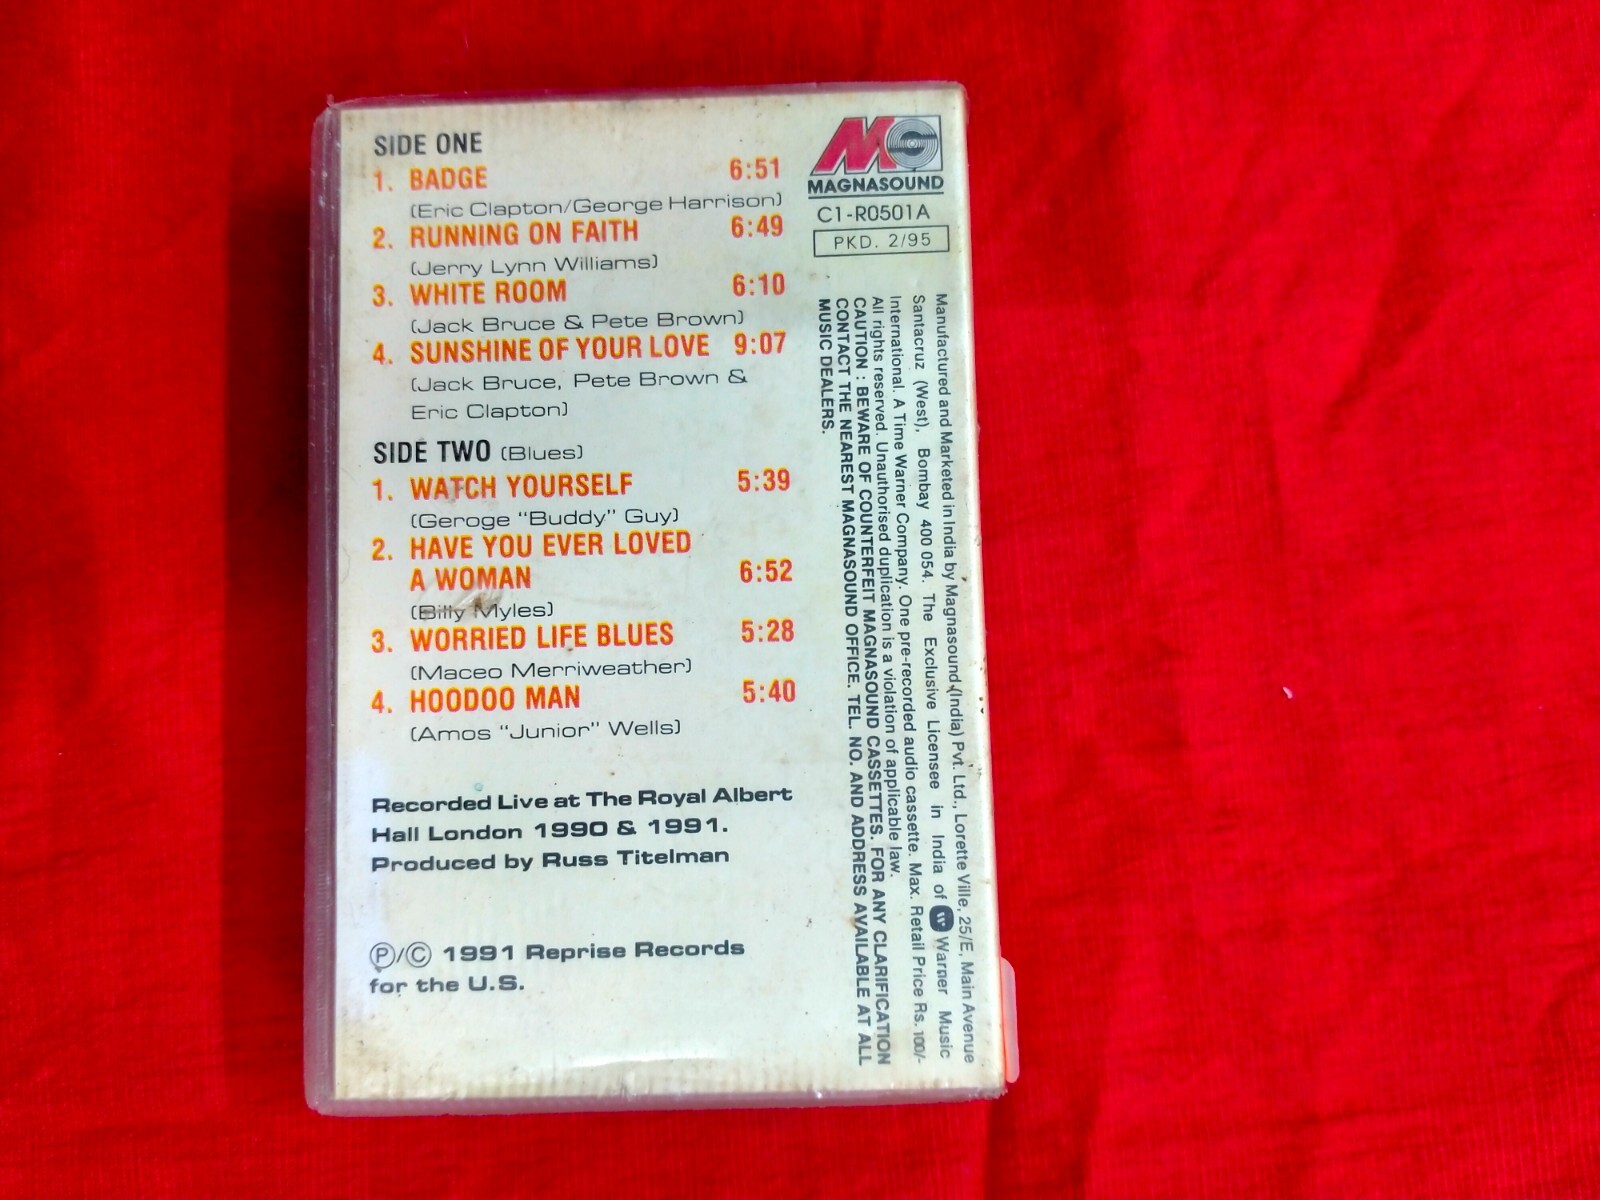 SIDE ONE
1. BADGE 6:51
(Eric Clapton/George Harrison)
2. RUNNING ON FAITH 6:49
(Jerry Lynn Williams)
3. WHITE ROOM 6:10
(Jack Bruce & Pete Brown)
4. SUNSHINE OF YOUR LOVE 9:07
(Jack Bruce, Pete Brown &
Eric Clapton)
SIDE TWO (Blues)
1. WATCH YOURSELF 5:39
(Geroge "Buddy" Guy)
2. HAVE YOU EVER LOVED
A WOMAN 6:52
(Billy Myles)
3. WORRIED LIFE BLUES 5:28
(Maceo Merriweather)
4. HOODOO MAN 5:40
(Amos "Junior" Wells)
Recorded Live at The Royal Albert
Hall London 1990 & 1991.
Produced by Russ Titelman
Ⓟ/© 1991 Reprise Records
for the U.S.
MG
MAGNASOUND
C1-R0501A
PKD. 2/95
Manufactured and Marketed in India by Magnasound (India) Pvt. Ltd., Lorette Ville, 25/E, Main Avenue
Santacruz (West), Bombay 400 054. The Exclusive Licensee in India of Warner Music
International. A Time Warner Company. One pre-recorded audio cassette. Max. Retail Price Rs. 100/-
All rights reserved. Unauthorised duplication is a violation of applicable law.
CAUTION : BEWARE OF COUNTERFEIT MAGNASOUND CASSETTES. FOR ANY CLARIFICATION
CONTACT THE NEAREST MAGNASOUND OFFICE. TEL. NO. AND ADDRESS AVAILABLE AT ALL
MUSIC DEALERS.